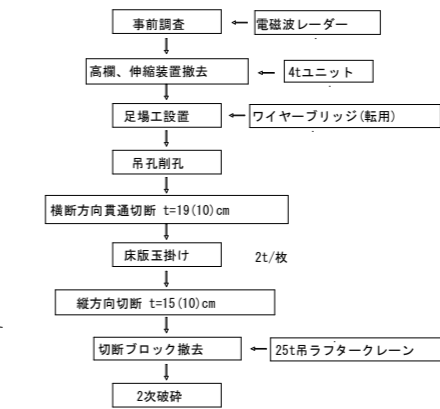 事前調査
電磁波レーダー
高欄、伸縮装置撤去
4tユニット
足場工設置
ワイヤーブリッジ(転用)
吊孔削孔
横断方向貫通切断 t=19(10)cm
床版玉掛け
2t/枚
縦方向切断 t=15(10)cm
切断ブロック撤去
25t吊ラフタークレーン
2次破砕